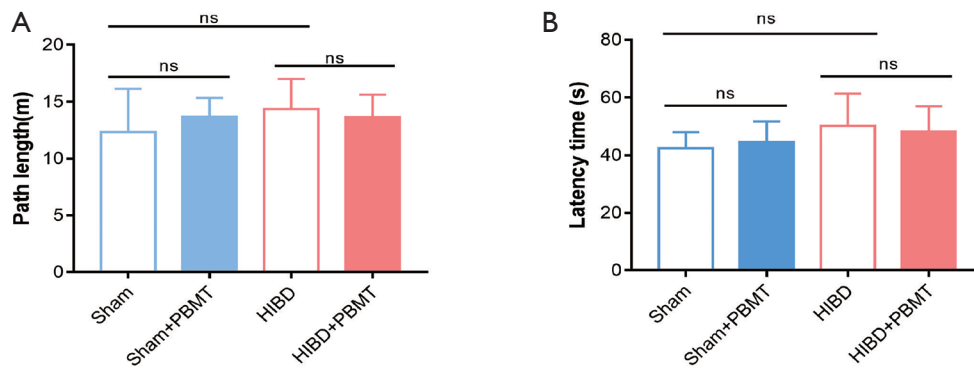 A
Path length(m)
20
15
10
5
0
ns
ns
ns
Sham
Sham+PBMT
HIBD
HIBD+PBMT
B
Latency time (s)
80
60
40
20
0
ns
ns
ns
Sham
Sham+PBMT
HIBD
HIBD+PBMT